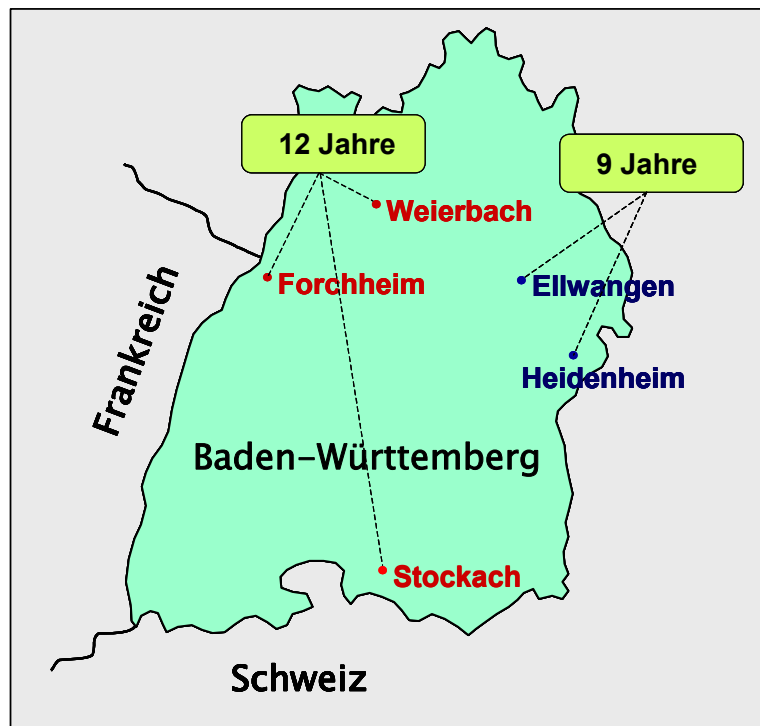 12 Jahre
9 Jahre
Weierbach
Forchheim
Ellwangen
Frankreich
Heidenheim
Baden-Württemberg
Stockach
Schweiz